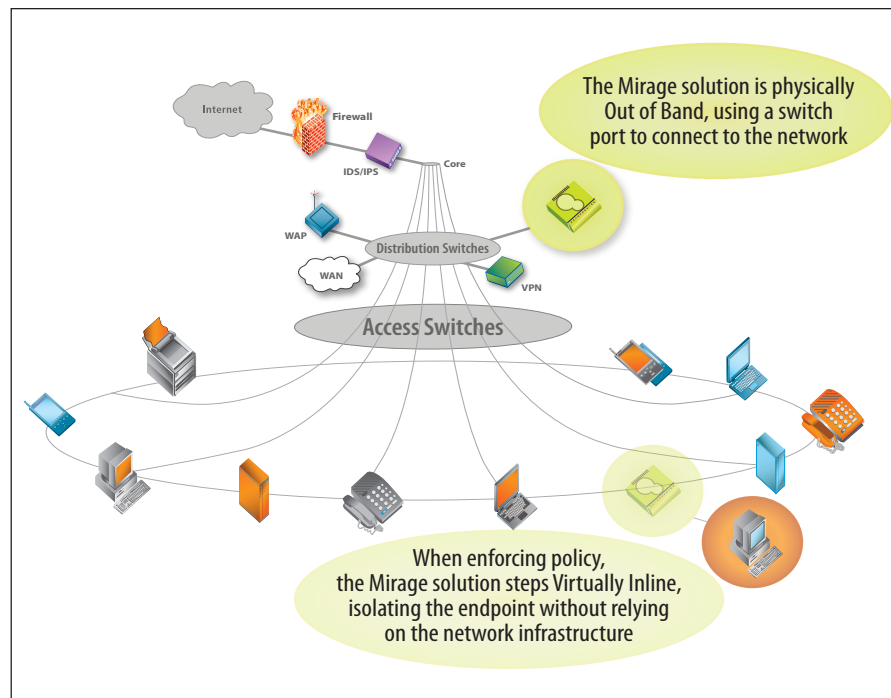 The Mirage solution is physically
Out of Band, using a switch
port to connect to the network
Internet
Firewall
IDS/IPS
Core
WAP
Distribution Switches
WAN
VPN
Access Switches
When enforcing policy,
the Mirage solution steps Virtually Inline,
isolating the endpoint without relying
on the network infrastructure